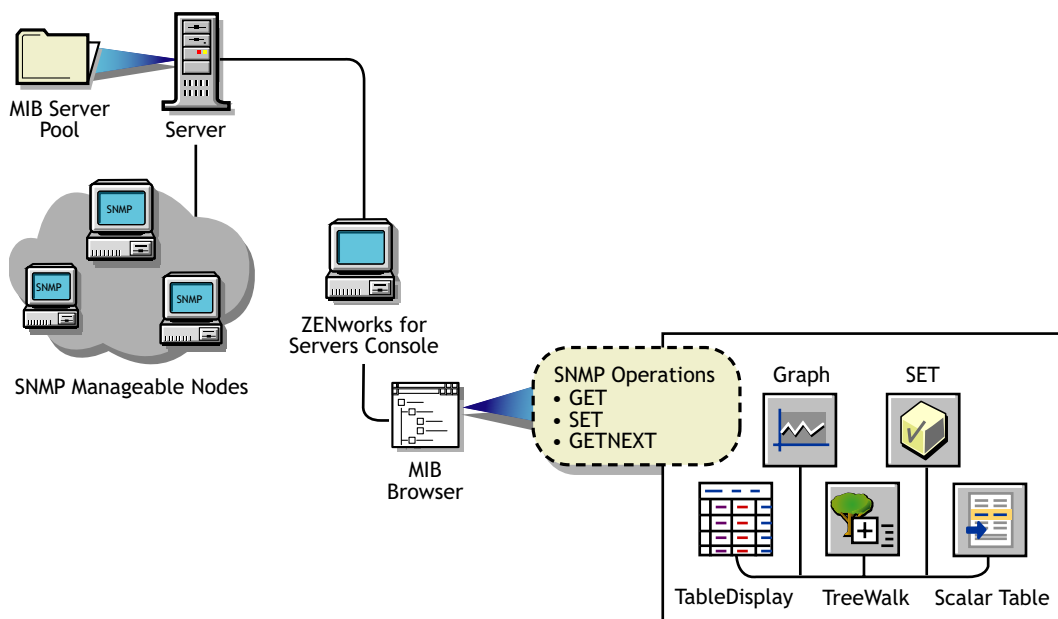 MIB Server
Pool
Server
SNMP
SNMP
SNMP
SNMP Manageable Nodes
ZENworks for
Servers Console
MIB
Browser
SNMP Operations
• GET
• SET
• GETNEXT
Graph
SET
TableDisplay
TreeWalk
Scalar Table